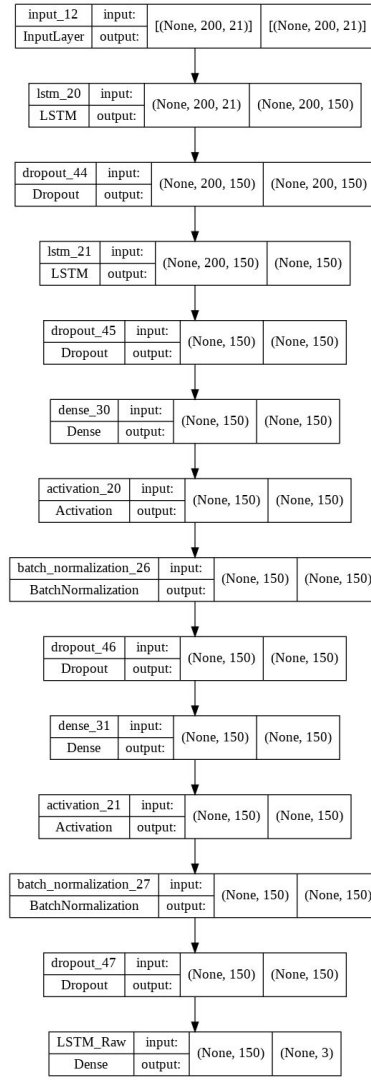 input_12 input: [(None, 200, 21)] [(None, 200, 21)]
InputLayer output:
lstm_20 input: (None, 200, 21) (None, 200, 150)
LSTM output:
dropout_44 input: (None, 200, 150) (None, 200, 150)
Dropout output:
lstm_21 input: (None, 200, 150) (None, 150)
LSTM output:
dropout_45 input: (None, 150) (None, 150)
Dropout output:
dense_30 input: (None, 150) (None, 150)
Dense output:
activation_20 input: (None, 150) (None, 150)
Activation output:
batch_normalization_26 input: (None, 150) (None, 150)
BatchNormalization output:
dropout_46 input: (None, 150) (None, 150)
Dropout output:
dense_31 input: (None, 150) (None, 150)
Dense output:
activation_21 input: (None, 150) (None, 150)
Activation output:
batch_normalization_27 input: (None, 150) (None, 150)
BatchNormalization output:
dropout_47 input: (None, 150) (None, 150)
Dropout output:
LSTM_Raw input: (None, 150) (None, 3)
Dense output: